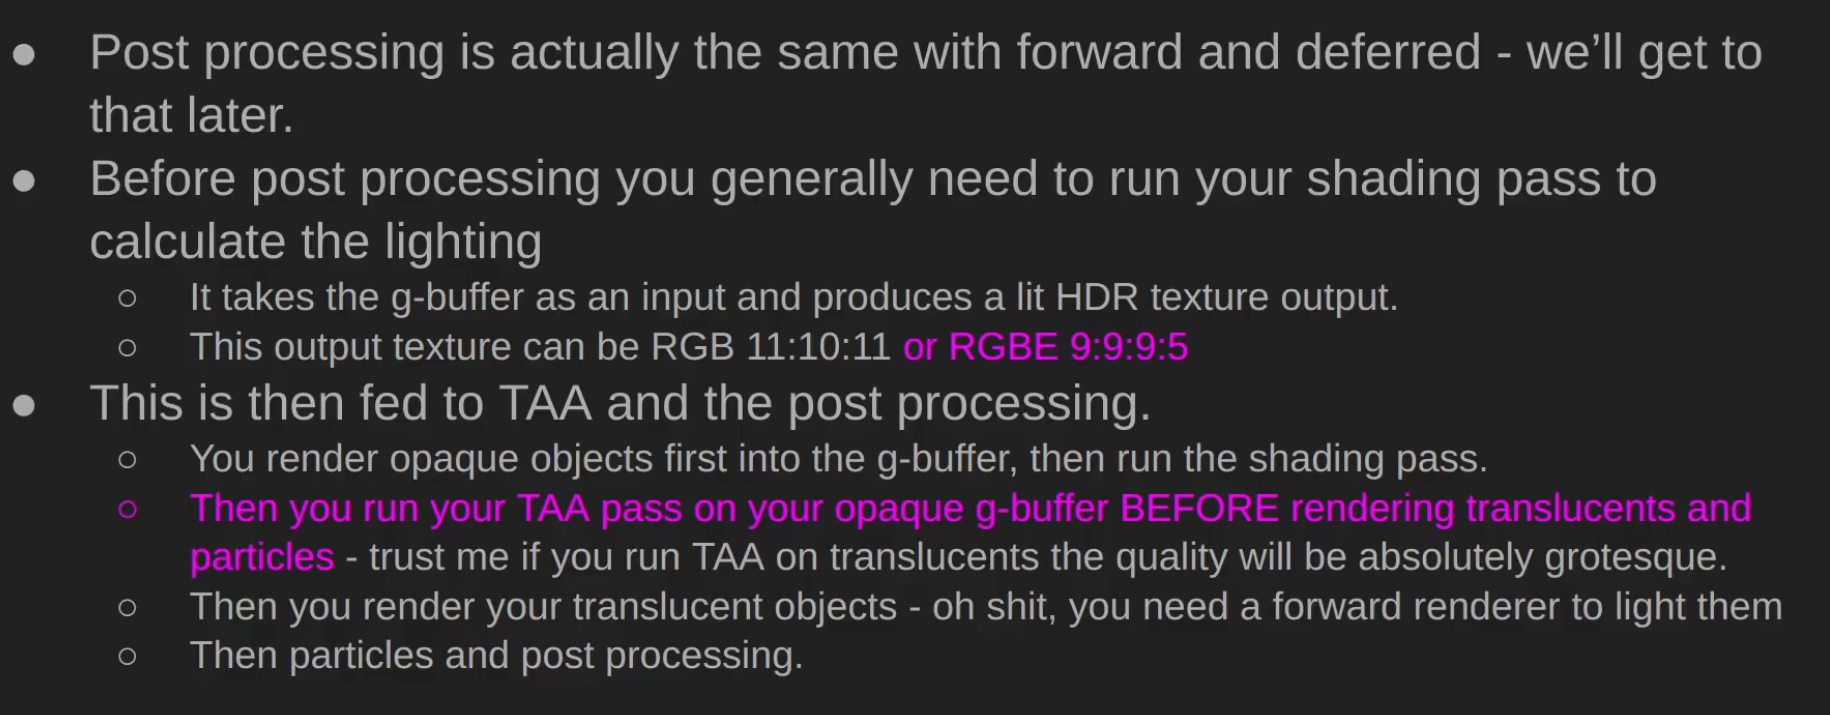 ● Post processing is actually the same with forward and deferred - we’ll get to
that later.
● Before post processing you generally need to run your shading pass to
calculate the lighting
○ It takes the g-buffer as an input and produces a lit HDR texture output.
○ This output texture can be RGB 11:10:11 or RGBE 9:9:9:5
● This is then fed to TAA and the post processing.
○ You render opaque objects first into the g-buffer, then run the shading pass.
○ Then you run your TAA pass on your opaque g-buffer BEFORE rendering translucents and
particles - trust me if you run TAA on translucents the quality will be absolutely grotesque.
○ Then you render your translucent objects - oh shit, you need a forward renderer to light them
○ Then particles and post processing.